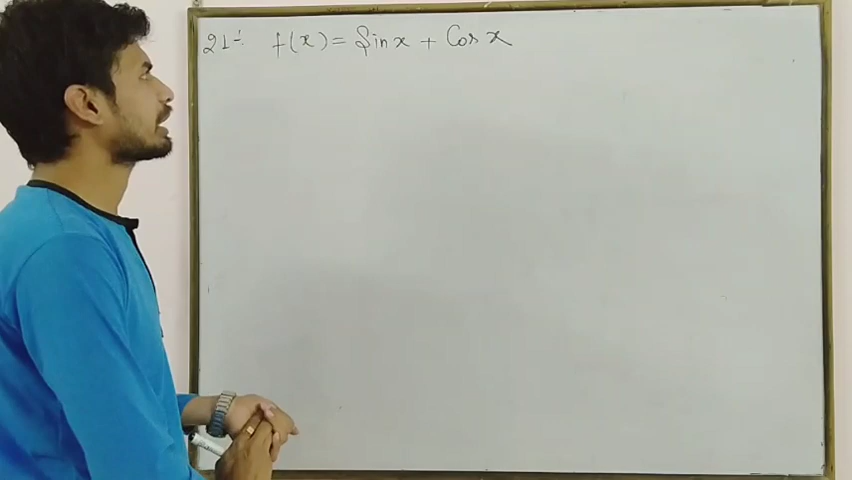 21÷ f(x) = Sin x + Cos x